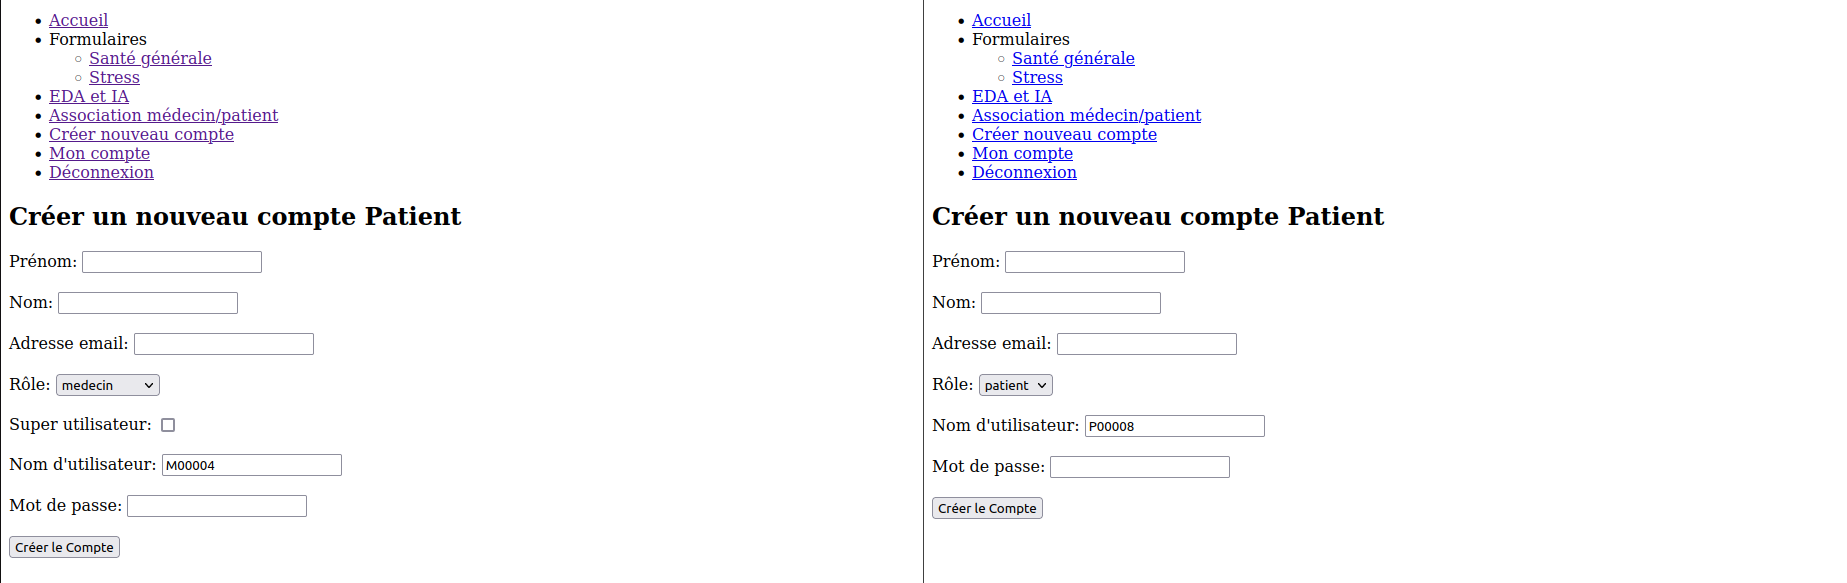 Accueil
Formulaires
Santé générale
Stress
EDA et IA
Association médecin/patient
Créer nouveau compte
Mon compte
Déconnexion
Créer un nouveau compte Patient
Prénom:
Nom:
Adresse email:
Rôle: medecin
Super utilisateur:
Nom d'utilisateur: M00004
Mot de passe:
Créer le Compte
Accueil
Formulaires
Santé générale
Stress
EDA et IA
Association médecin/patient
Créer nouveau compte
Mon compte
Déconnexion
Créer un nouveau compte Patient
Prénom:
Nom:
Adresse email:
Rôle: patient
Nom d'utilisateur: P00008
Mot de passe:
Créer le Compte